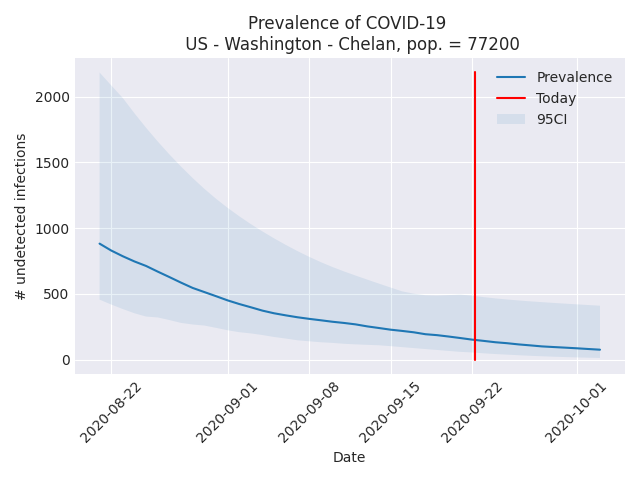 Prevalence of COVID-19
US - Washington - Chelan, pop. = 77200
# undetected infections
2000
1500
1000
500
0
Prevalence
Today
95CI
2020-08-22
2020-09-01
2020-09-08
2020-09-15
2020-09-22
2020-10-01
Date